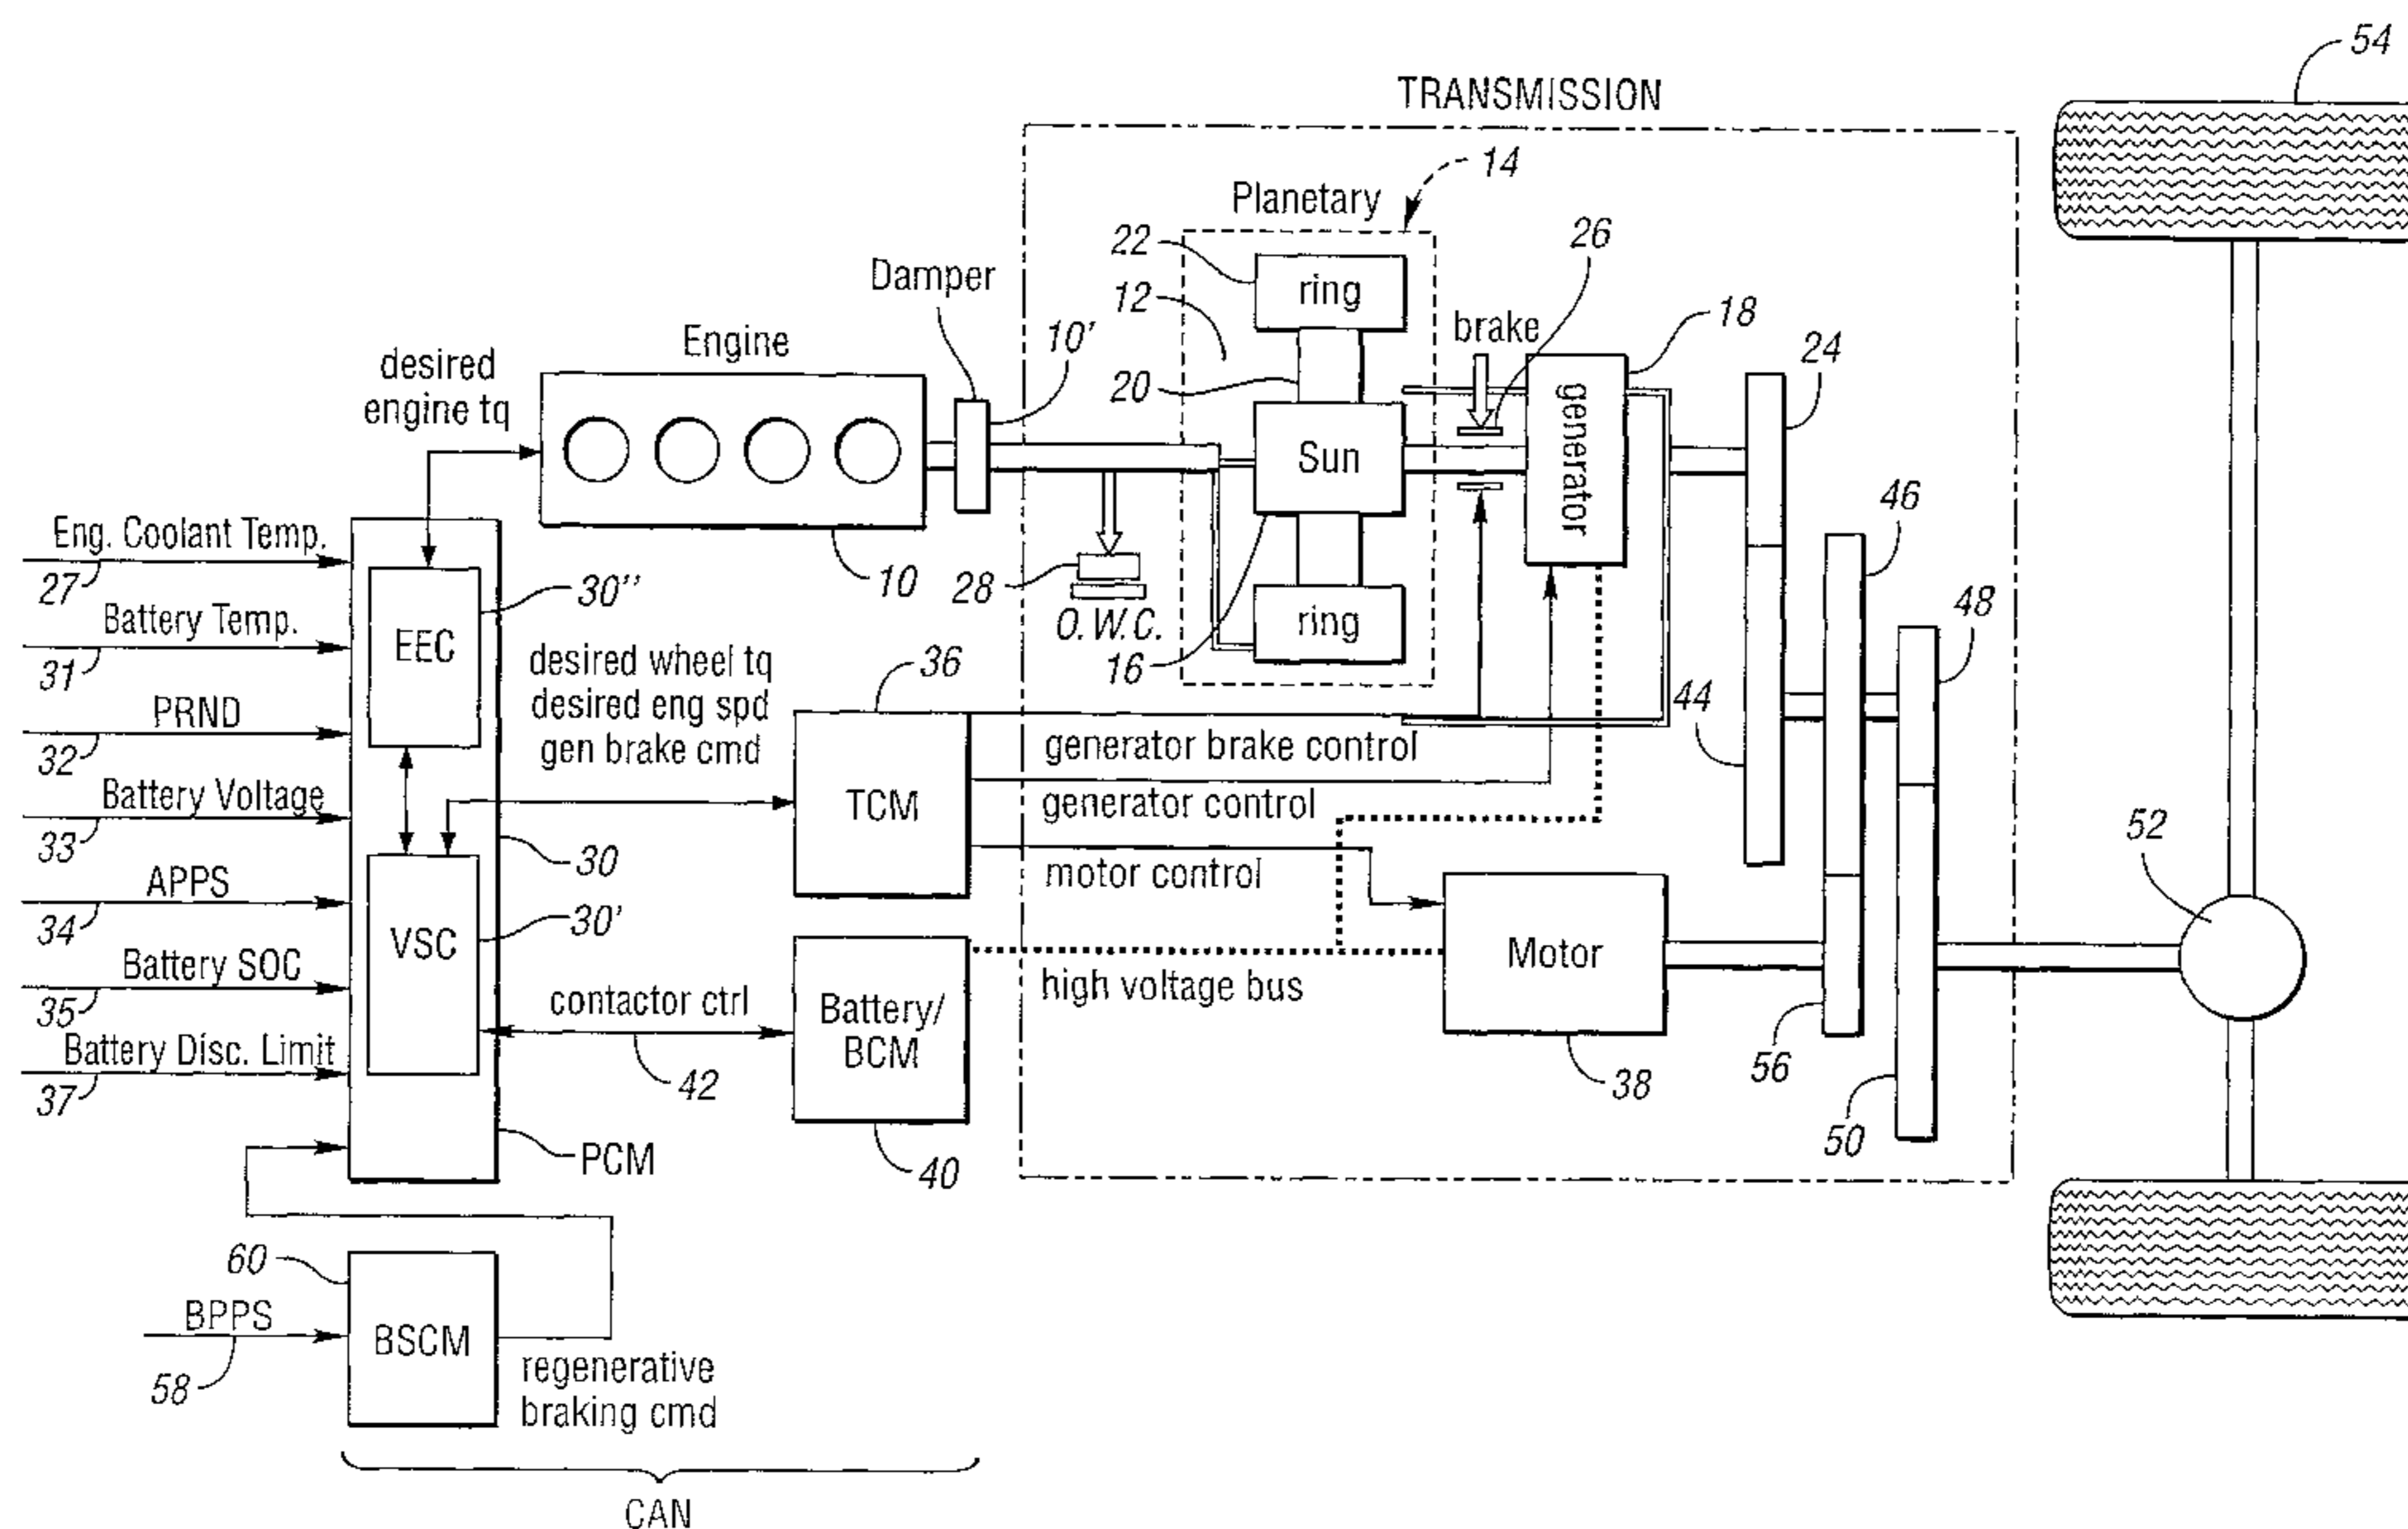 54
TRANSMISSION
14
Planetary
22
ring
26
Damper
12
10'
brake
18
Engine
24
desired
engine tq
20
generator
Sun
46
Eng. Coolant Temp.
27
10
28
O.W.C.
30''
EEC
48
Battery Temp.
31
ring
16
desired wheel tq
desired eng spd
gen brake cmd
36
PRND
32
44
generator brake control
Battery Voltage
33
TCM
generator control
52
30
APPS
34
motor control
VSC
30'
Battery SOC
35
Motor
contactor ctrl
high voltage bus
Battery/
BCM
Battery Disc. Limit
37
42
38
56
50
PCM
40
60
BPPS
58
BSCM
regenerative
braking cmd
CAN